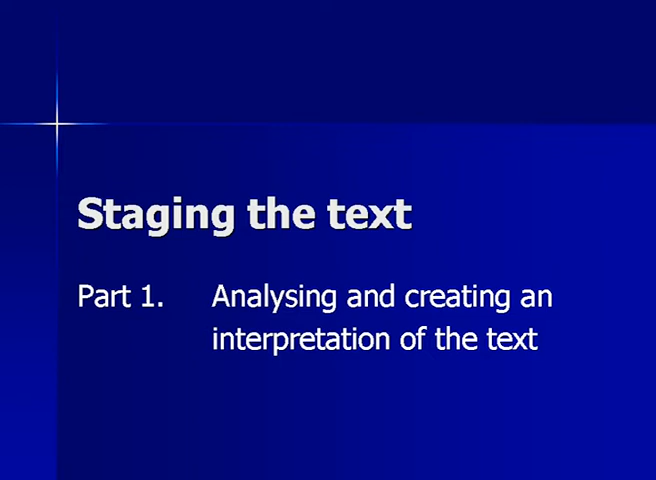 Staging the text
Part 1. Analysing and creating an
interpretation of the text